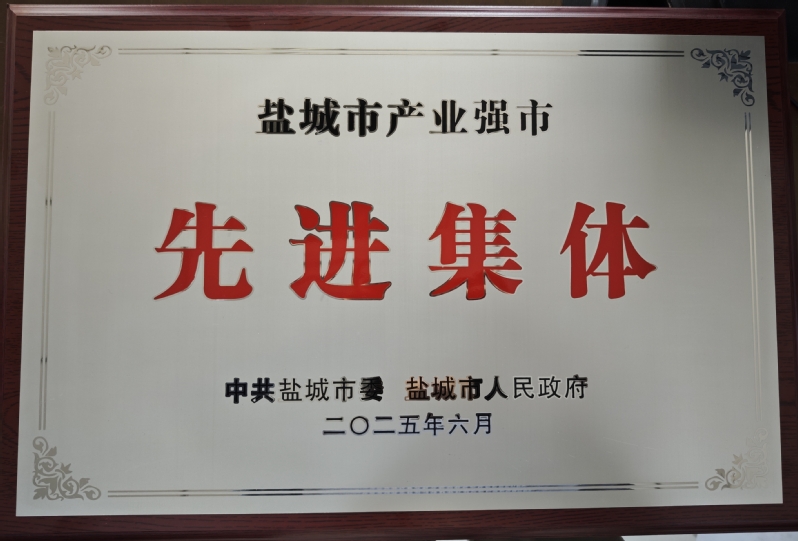 盐城市产业强市
先进集体
中共盐城市委 盐城市人民政府
二〇二五年六月